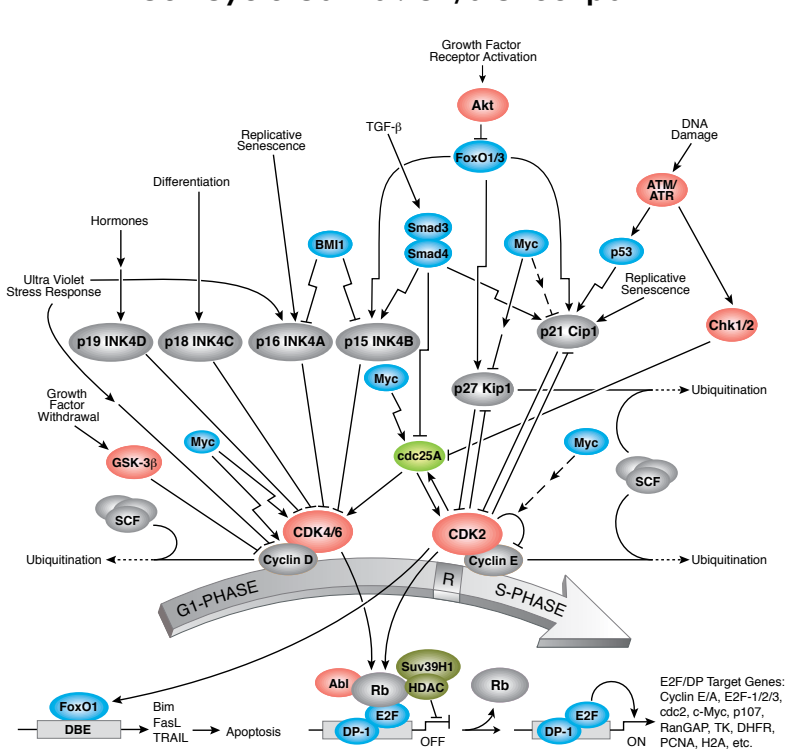 Growth Factor
Receptor Activation
Akt
TGF-β
DNA
Damage
Replicative
Senescence
FoxO1/3
Differentiation
ATM/
ATR
Hormones
Smad3
Smad4
BMI1
Myc
p53
Ultra Violet
Stress Response
Replicative
Senescence
p19 INK4D
p18 INK4C
p16 INK4A
p15 INK4B
p21 Cip1
Chk1/2
Myc
p27 Kip1
Ubiquitination
Growth
Factor
Withdrawal
GSK-3β
Myc
cdc25A
Myc
SCF
SCF
CDK4/6
CDK2
Ubiquitination
Cyclin D
Cyclin E
Ubiquitination
G1-PHASE
R
S-PHASE
Suv39H1
Abl
Rb
HDAC
Rb
E2F/DP Target Genes:
Cyclin E/A, E2F-1/2/3,
cdc2, c-Myc, p107,
RanGAP, TK, DHFR,
PCNA, H2A, etc.
FoxO1
DBE
Bim
FasL
TRAIL
Apoptosis
E2F
DP-1
OFF
E2F
DP-1
ON